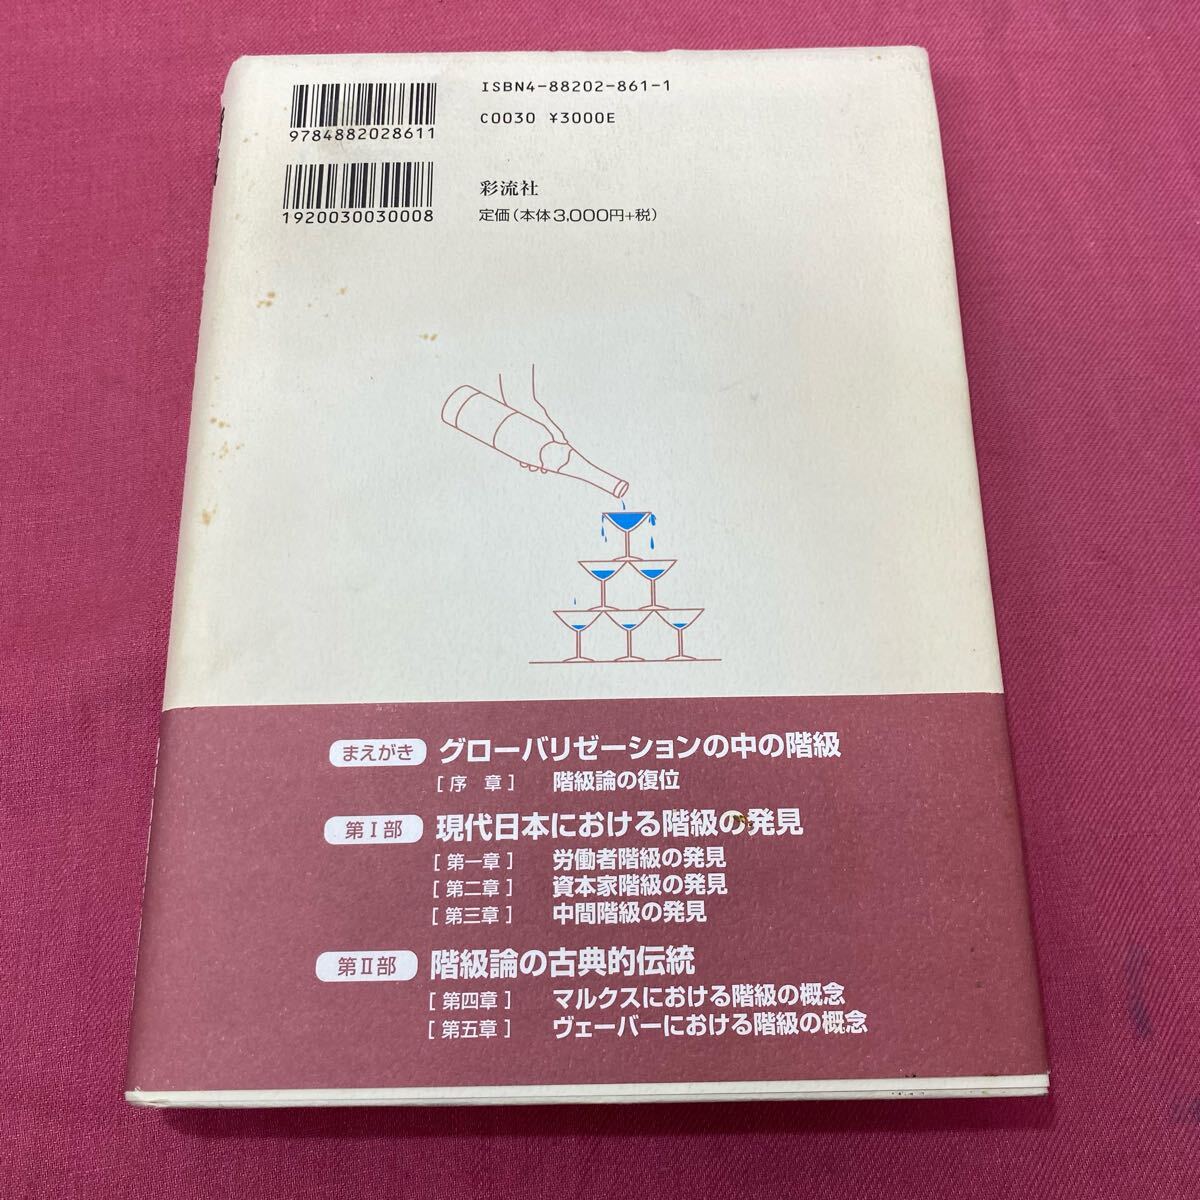 ISBN4-88202-861-1
9784882028611
C0030 ¥3000E
1920030030008
彩流社
定価(本体3,000円+税)
まえがき グローバリゼーションの中の階級
[序 章] 階級論の復位
第Ⅰ部 現代日本における階級の発見
[第一章] 労働者階級の発見
[第二章] 資本家階級の発見
[第三章] 中間階級の発見
第Ⅱ部 階級論の古典的伝統
[第四章] マルクスにおける階級の概念
[第五章] ヴェーバーにおける階級の概念